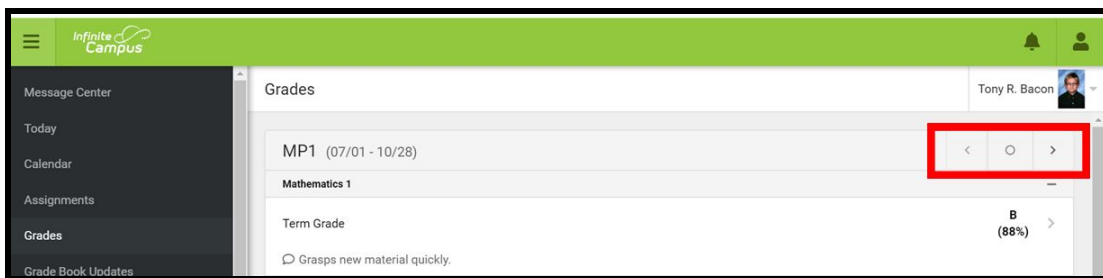 Infinite
Campus
Message Center
Today
Calendar
Assignments
Grades
Grade Book Updates
Grades
Tony R. Bacon
MP1 (07/01 - 10/28)
Mathematics 1
Term Grade
B
(88%)
Grasps new material quickly.